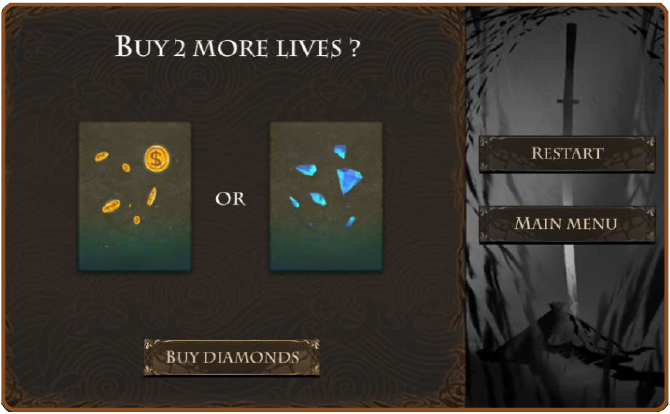 Buy 2 more lives ?
$
or
Buy diamonds
Restart
Main menu